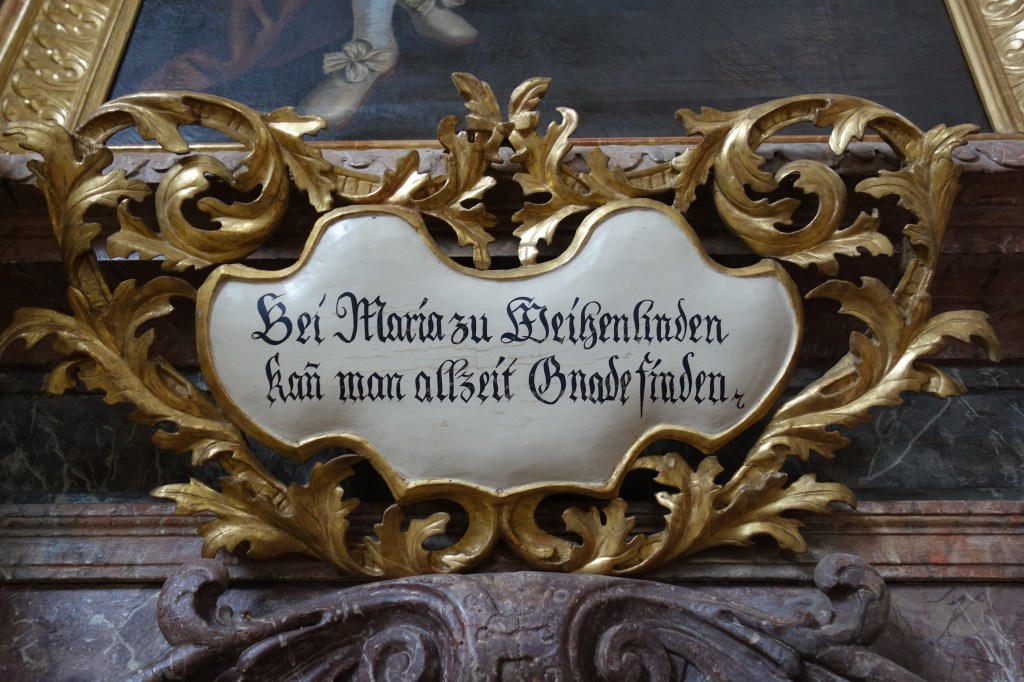 Bei Maria zu Weihenlinden
kañ man allzeit Gnade finden